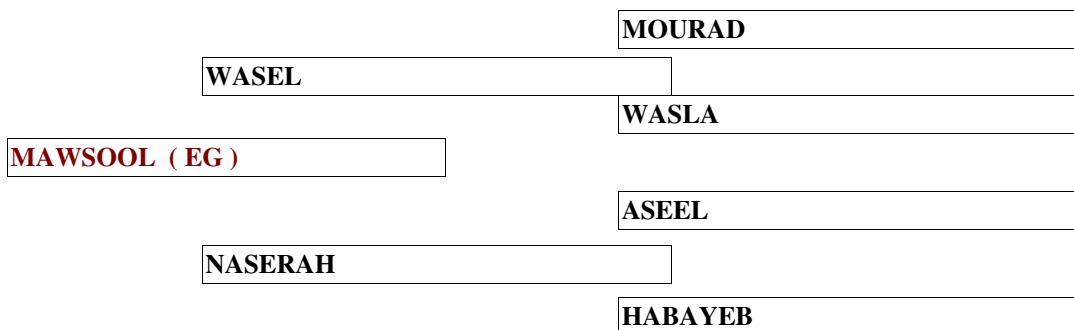 MOURAD
WASEL
WASLA
MAWSOOL ( EG )
ASEEL
NASERAH
HABAYEB